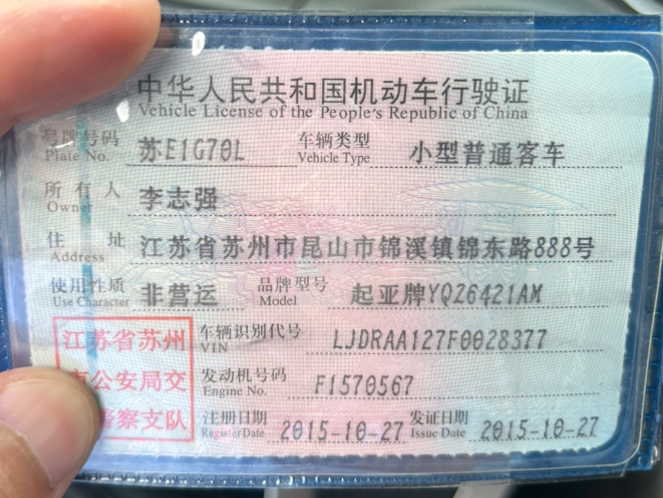 中华人民共和国机动车行驶证
Vehicle License of the People's Republic of China
号牌号码 苏E1G70L 车辆类型 小型普通客车
Plate No. Vehicle Type
所有人 李志强
Owner
住址 江苏省苏州市昆山市锦溪镇锦东路888号
Address
使用性质 非营运 品牌型号 起亚牌YQZ6421AM
Use Character Model
江苏省苏州 车辆识别代号 LJDRAA127F0028377
VIN
公安局交 发动机号码 F1570567
Engine No.
警察支队 注册日期 2015-10-27 发证日期 2015-10-27
Register Date Issue Date